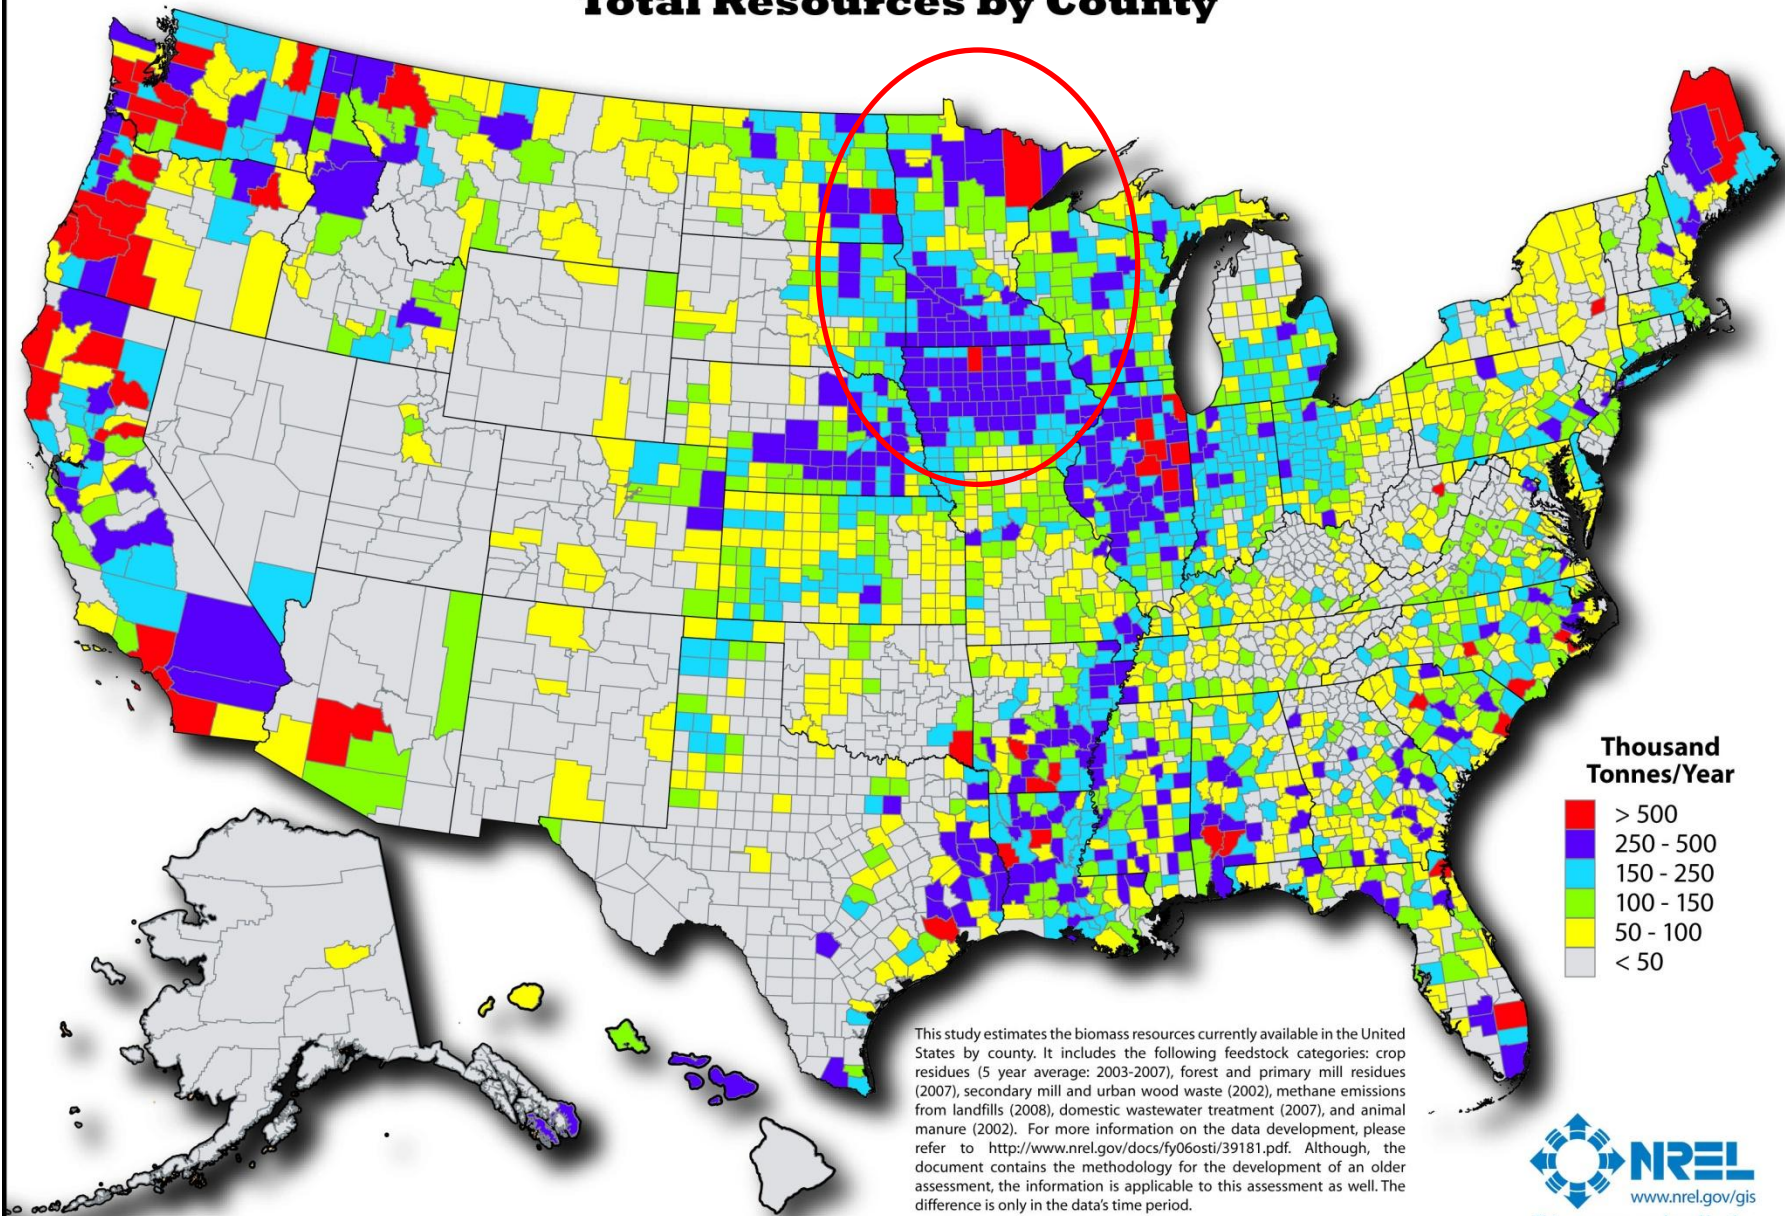 Total Resources by County
Thousand
Tonnes/Year
> 500
250 - 500
150 - 250
100 - 150
50 - 100
< 50
This study estimates the biomass resources currently available in the United
States by county. It includes the following feedstock categories: crop
residues (5 year average: 2003-2007), forest and primary mill residues
(2007), secondary mill and urban wood waste (2002), methane emissions
from landfills (2008), domestic wastewater treatment (2007), and animal
manure (2002). For more information on the data development, please
refer to http://www.nrel.gov/docs/fy06osti/39181.pdf. Although, the
document contains the methodology for the development of an older
assessment, the information is applicable to this assessment as well. The
difference is only in the data's time period.
NREL
www.nrel.gov/gis